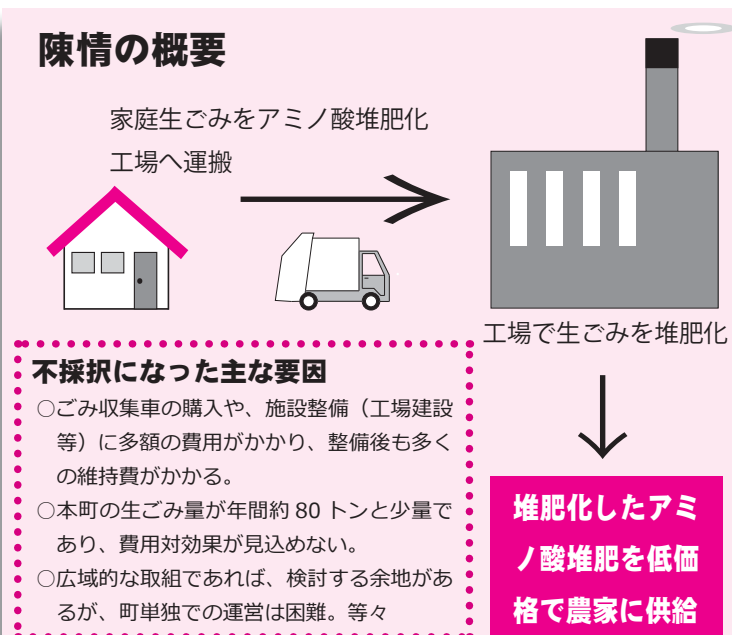 陳情の概要
家庭生ごみをアミノ酸堆肥化
工場へ運搬
工場で生ごみを堆肥化
不採択になった主な要因
○ごみ収集車の購入や、施設整備（工場建設
等）に多額の費用がかかり、整備後も多く
の維持費がかかる。
○本町の生ごみ量が年間約 80 トンと少量で
あり、費用対効果が見込めない。
○広域的な取組であれば、検討する余地があ
るが、町単独での運営は困難。等々
堆肥化したアミ
ノ酸堆肥を低価
格で農家に供給